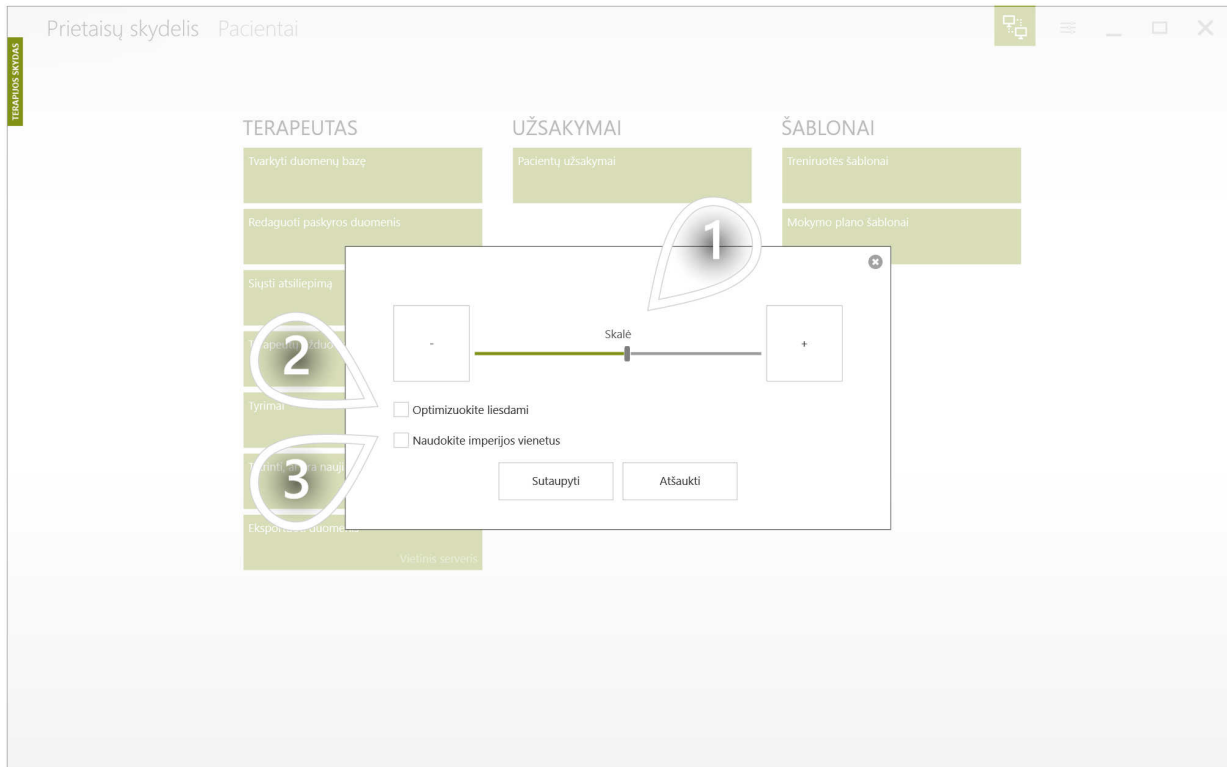 Prietaisų skydelis Pacientai
TERAPIJOS SKYDAS
TERAPEUTAS
UŽSAKYMAI
ŠABLONAI
Tvarkyti duomenų bazę
Pacientų užsakymai
Treniruotės šablonai
Redaguoti paskyros duomenis
Mokymo plano šablonai
1
Siųsti atsiliepimą
Skalė
-
+
2
Optimizuokite liesdami
Tyrimai
Naudokite imperijos vienetus
3
Sutaupyti
Atšaukti
Vietinis serveris